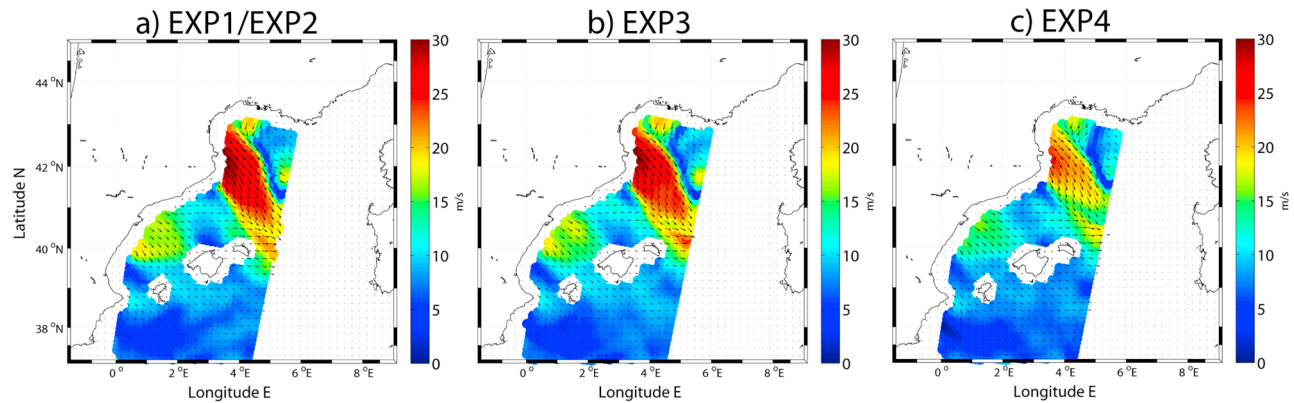 a) EXP1/EXP2
b) EXP3
c) EXP4
44 °N
42 °N
40 °N
38 °N
Latitude N
0 °E
2 °E
4 °E
6 °E
8 °E
Longitude E
30
25
20
15
10
5
0
m/s
0 °E
2 °E
4 °E
6 °E
8 °E
Longitude E
30
25
20
15
10
5
0
m/s
0 °E
2 °E
4 °E
6 °E
8 °E
Longitude E
30
25
20
15
10
5
0
m/s